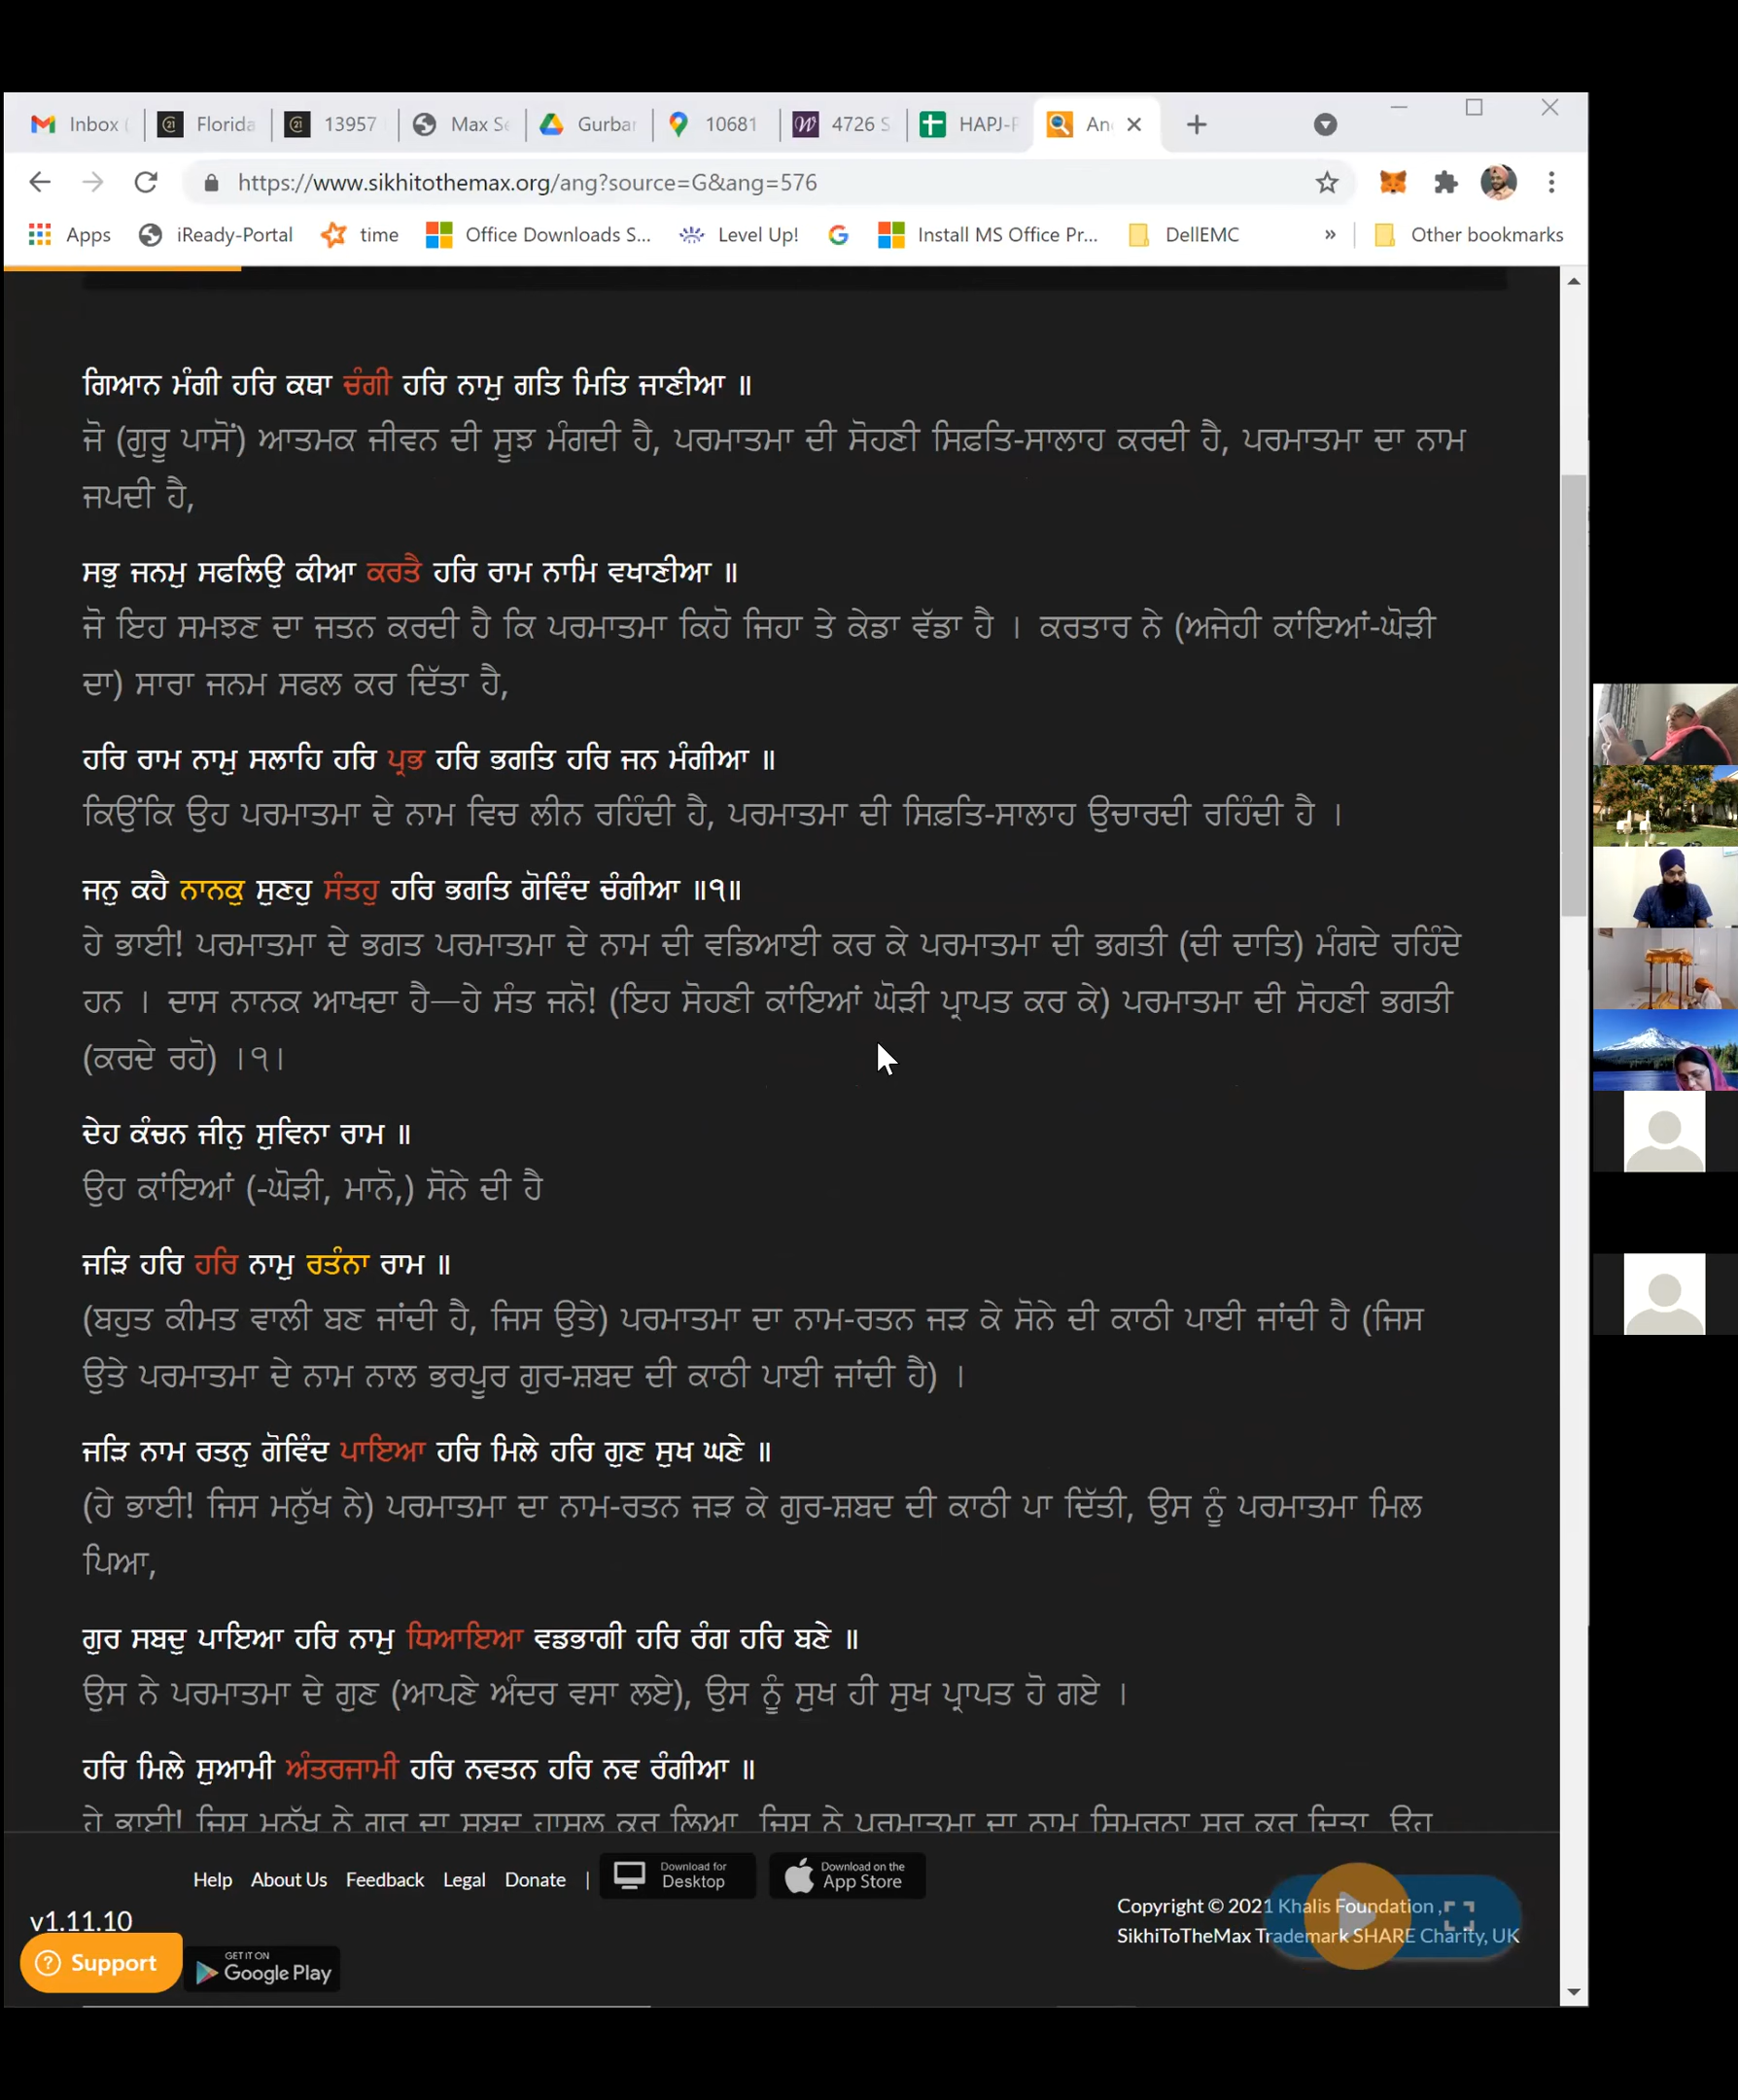 Inbox
Florida
13957
Max Se
Gurbar
10681
4726 S
HAPJ-F
An
https://www.sikhitothemax.org/ang?source=G&ang=576
Apps
iReady-Portal
time
Office Downloads S...
Level Up!
Install MS Office Pr...
DellEMC
»
Other bookmarks
ਗਿਆਨ ਮੰਗੀ ਹਰਿ ਕਥਾ ਚੰਗੀ ਹਰਿ ਨਾਮੁ ਗਤਿ ਮਿਤਿ ਜਾਣੀਆ ॥
ਜੋ (ਗੁਰੂ ਪਾਸੋਂ) ਆਤਮਕ ਜੀਵਨ ਦੀ ਸੂਝ ਮੰਗਦੀ ਹੈ, ਪਰਮਾਤਮਾ ਦੀ ਸੋਹਣੀ ਸਿਫ਼ਤਿ-ਸਾਲਾਹ ਕਰਦੀ ਹੈ, ਪਰਮਾਤਮਾ ਦਾ ਨਾਮ
ਜਪਦੀ ਹੈ,
ਸਭੁ ਜਨਮੁ ਸਫਲਿਉ ਕੀਆ ਕਰਤੈ ਹਰਿ ਰਾਮ ਨਾਮਿ ਵਖਾਣੀਆ ॥
ਜੋ ਇਹ ਸਮਝਣ ਦਾ ਜਤਨ ਕਰਦੀ ਹੈ ਕਿ ਪਰਮਾਤਮਾ ਕਿਹੋ ਜਿਹਾ ਤੇ ਕੇਡਾ ਵੱਡਾ ਹੈ । ਕਰਤਾਰ ਨੇ (ਅਜੇਹੀ ਕਾਂਇਆਂ-ਘੋੜੀ
ਦਾ) ਸਾਰਾ ਜਨਮ ਸਫਲ ਕਰ ਦਿੱਤਾ ਹੈ,
ਹਰਿ ਰਾਮ ਨਾਮੁ ਸਲਾਹਿ ਹਰਿ ਪ੍ਰਭ ਹਰਿ ਭਗਤਿ ਹਰਿ ਜਨ ਮੰਗੀਆ ॥
ਕਿਉਂਕਿ ਉਹ ਪਰਮਾਤਮਾ ਦੇ ਨਾਮ ਵਿਚ ਲੀਨ ਰਹਿੰਦੀ ਹੈ, ਪਰਮਾਤਮਾ ਦੀ ਸਿਫ਼ਤਿ-ਸਾਲਾਹ ਉਚਾਰਦੀ ਰਹਿੰਦੀ ਹੈ ।
ਜਨੁ ਕਹੈ ਨਾਨਕੁ ਸੁਣਹੁ ਸੰਤਹੁ ਹਰਿ ਭਗਤਿ ਗੋਵਿੰਦ ਚੰਗੀਆ ॥੧॥
ਹੇ ਭਾਈ! ਪਰਮਾਤਮਾ ਦੇ ਭਗਤ ਪਰਮਾਤਮਾ ਦੇ ਨਾਮ ਦੀ ਵਡਿਆਈ ਕਰ ਕੇ ਪਰਮਾਤਮਾ ਦੀ ਭਗਤੀ (ਦੀ ਦਾਤਿ) ਮੰਗਦੇ ਰਹਿੰਦੇ
ਹਨ । ਦਾਸ ਨਾਨਕ ਆਖਦਾ ਹੈ—ਹੇ ਸੰਤ ਜਨੋ! (ਇਹ ਸੋਹਣੀ ਕਾਂਇਆਂ ਘੋੜੀ ਪ੍ਰਾਪਤ ਕਰ ਕੇ) ਪਰਮਾਤਮਾ ਦੀ ਸੋਹਣੀ ਭਗਤੀ
(ਕਰਦੇ ਰਹੋ) ।੧।
ਦੇਹ ਕੰਚਨ ਜੀਨੁ ਸੁਵਿਨਾ ਰਾਮ ॥
ਉਹ ਕਾਂਇਆਂ (-ਘੋੜੀ, ਮਾਨੋ,) ਸੋਨੇ ਦੀ ਹੈ
ਜੜਿ ਹਰਿ ਹਰਿ ਨਾਮੁ ਰਤੰਨਾ ਰਾਮ ॥
(ਬਹੁਤ ਕੀਮਤ ਵਾਲੀ ਬਣ ਜਾਂਦੀ ਹੈ, ਜਿਸ ਉਤੇ) ਪਰਮਾਤਮਾ ਦਾ ਨਾਮ-ਰਤਨ ਜੜ ਕੇ ਸੋਨੇ ਦੀ ਕਾਠੀ ਪਾਈ ਜਾਂਦੀ ਹੈ (ਜਿਸ
ਉਤੇ ਪਰਮਾਤਮਾ ਦੇ ਨਾਮ ਨਾਲ ਭਰਪੂਰ ਗੁਰ-ਸ਼ਬਦ ਦੀ ਕਾਠੀ ਪਾਈ ਜਾਂਦੀ ਹੈ) ।
ਜੜਿ ਨਾਮ ਰਤਨੁ ਗੋਵਿੰਦ ਪਾਇਆ ਹਰਿ ਮਿਲੇ ਹਰਿ ਗੁਣ ਸੁਖ ਘਣੇ ॥
(ਹੇ ਭਾਈ! ਜਿਸ ਮਨੁੱਖ ਨੇ) ਪਰਮਾਤਮਾ ਦਾ ਨਾਮ-ਰਤਨ ਜੜ ਕੇ ਗੁਰ-ਸ਼ਬਦ ਦੀ ਕਾਠੀ ਪਾ ਦਿੱਤੀ, ਉਸ ਨੂੰ ਪਰਮਾਤਮਾ ਮਿਲ
ਪਿਆ,
ਗੁਰ ਸਬਦੁ ਪਾਇਆ ਹਰਿ ਨਾਮੁ ਧਿਆਇਆ ਵਡਭਾਗੀ ਹਰਿ ਰੰਗ ਹਰਿ ਬਣੇ ॥
ਉਸ ਨੇ ਪਰਮਾਤਮਾ ਦੇ ਗੁਣ (ਆਪਣੇ ਅੰਦਰ ਵਸਾ ਲਏ), ਉਸ ਨੂੰ ਸੁਖ ਹੀ ਸੁਖ ਪ੍ਰਾਪਤ ਹੋ ਗਏ ।
ਹਰਿ ਮਿਲੇ ਸੁਆਮੀ ਅੰਤਰਜਾਮੀ ਹਰਿ ਨਵਤਨ ਹਰਿ ਨਵ ਰੰਗੀਆ ॥
ਹੇ ਭਾਈ! ਜਿਸ ਮਨੁੱਖ ਨੇ ਗੁਰੂ ਦਾ ਸ਼ਬਦ ਹਾਸਲ ਕਰ ਲਿਆ, ਜਿਸ ਨੇ ਪਰਮਾਤਮਾ ਦਾ ਨਾਮ ਸਿਮਰਨਾ ਸ਼ੁਰੂ ਕਰ ਦਿਤਾ, ਉਹ
Help About Us Feedback Legal Donate |
Download for
Desktop
Download on the
App Store
Copyright © 2021 Khalis Foundation ,
SikhiToTheMax Trademark SHARE Charity, UK
v1.11.10
Support
GET IT ON
Google Play